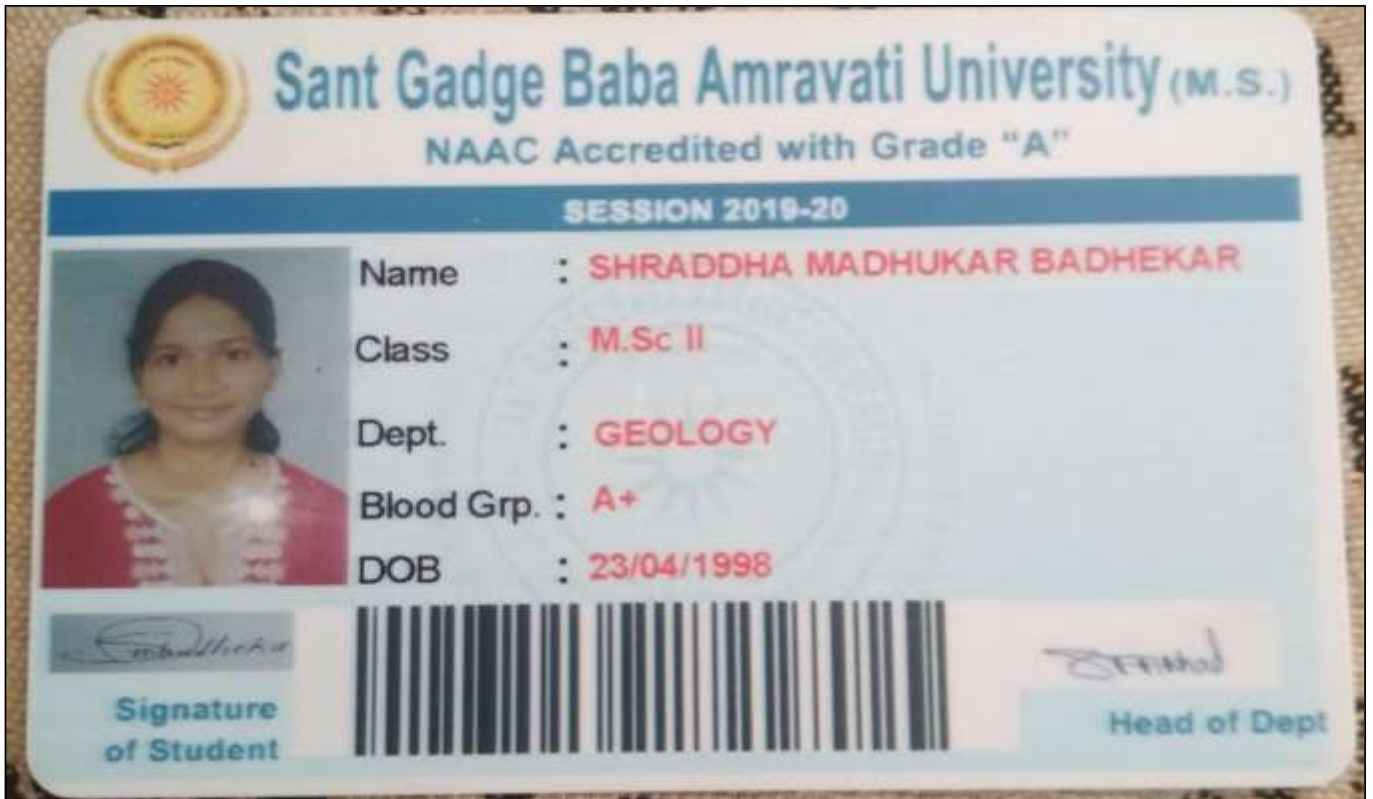 Sant Gadge Baba Amravati University (M.S.)
NAAC Accredited with Grade "A"
SESSION 2019-20
Name : SHRADDHA MADHUKAR BADHEKAR
Class : M.Sc II
Dept. : GEOLOGY
Blood Grp. : A+
DOB : 23/04/1998
Signature
of Student
Head of Dept